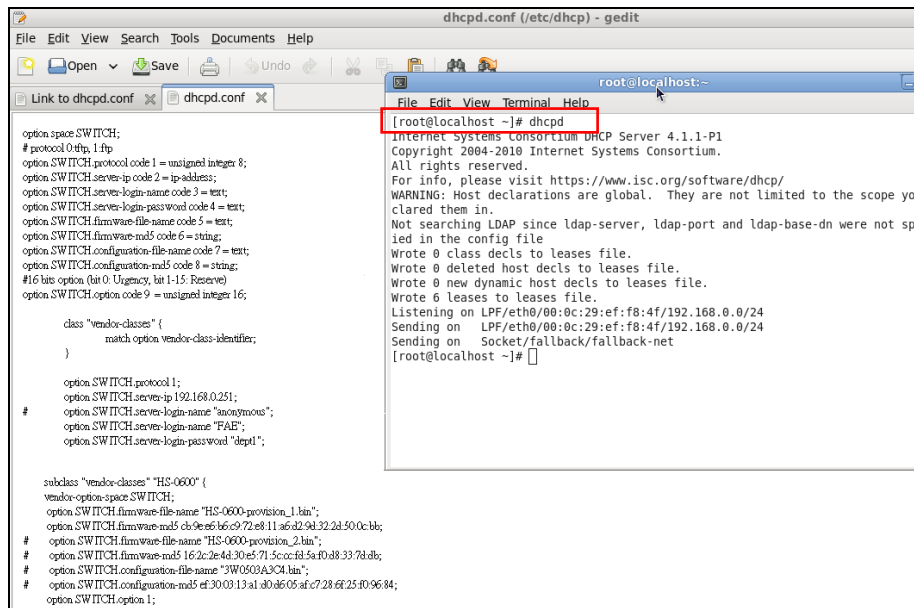 dhcpd.conf (/etc/dhcp) - gedit
File Edit View Search Tools Documents Help
Open Save Undo
Link to dhcpd.conf dhcpd.conf
option space SWITCH;
# protocol 0:tftp, 1:ftp
option SWITCH.protocol code 1 = unsigned integer 8;
option SWITCH.server-ip code 2 = ip-address;
option SWITCH.server-login-name code 3 = text;
option SWITCH.server-login-password code 4 = text;
option SWITCH.firmware-file-name code 5 = text;
option SWITCH.firmware-md5 code 6 = string;
option SWITCH.configuration-file-name code 7 = text;
option SWITCH.configuration-md5 code 8 = string;
#16 bits option (bit 0: Urgency, bit 1-15: Reserve)
option SWITCH.option code 9 = unsigned integer 16;
class "vendor-classes" {
match option vendor-class-identifier;
}
option SWITCH.protocol 1;
option SWITCH.server-ip 192.168.0.251;
# option SWITCH.server-login-name "anonymous";
option SWITCH.server-login-name "FAE";
option SWITCH.server-login-password "dept1";
subclass "vendor-classes" "HS-0600" {
vendor-option-space SWITCH;
option SWITCH.firmware-file-name "HS-0600-provision_1.bin";
option SWITCH.firmware-md5 cb:9e:e6:b6:c9:72:e8:11:a6:d2:9d:32:2d:50:0c:bb;
# option SWITCH.firmware-file-name "HS-0600-provision_2.bin";
# option SWITCH.firmware-md5 16:2c:2e:4d:30:e5:71:5c:cc:fd:5a:f0:d8:33:7d:db;
# option SWITCH.configuration-file-name "3W0503A3C4.bin";
# option SWITCH.configuration-md5 ef:30:03:13:a1:d0:d6:05:af:c7:28:6f:25:f0:96:84;
option SWITCH.option 1;
root@localhost:~
File Edit View Terminal Help
[root@localhost ~]# dhcpd
Internet Systems Consortium DHCP Server 4.1.1-P1
Copyright 2004-2010 Internet Systems Consortium.
All rights reserved.
For info, please visit https://www.isc.org/software/dhcp/
WARNING: Host declarations are global.  They are not limited to the scope yo
clared them in.
Not searching LDAP since ldap-server, ldap-port and ldap-base-dn were not sp
ied in the config file
Wrote 0 class decls to leases file.
Wrote 0 deleted host decls to leases file.
Wrote 0 new dynamic host decls to leases file.
Wrote 6 leases to leases file.
Listening on LPF/eth0/00:0c:29:ef:f8:4f/192.168.0.0/24
Sending on   LPF/eth0/00:0c:29:ef:f8:4f/192.168.0.0/24
Sending on   Socket/fallback/fallback-net
[root@localhost ~]#